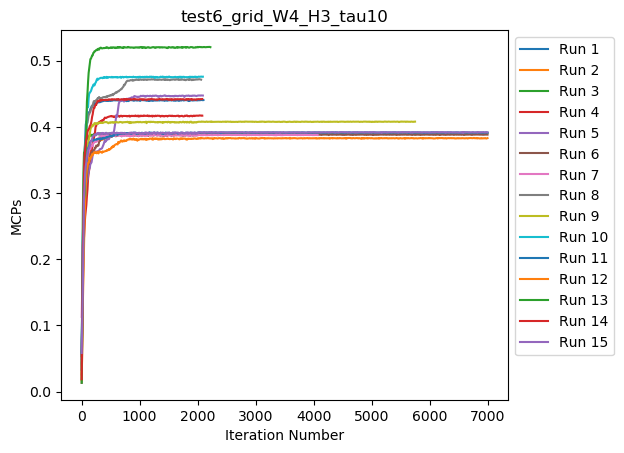 test6_grid_W4_H3_tau10
MCPs
0.5
0.4
0.3
0.2
0.1
0.0
0 1000 2000 3000 4000 5000 6000 7000
Iteration Number
Run 1
Run 2
Run 3
Run 4
Run 5
Run 6
Run 7
Run 8
Run 9
Run 10
Run 11
Run 12
Run 13
Run 14
Run 15